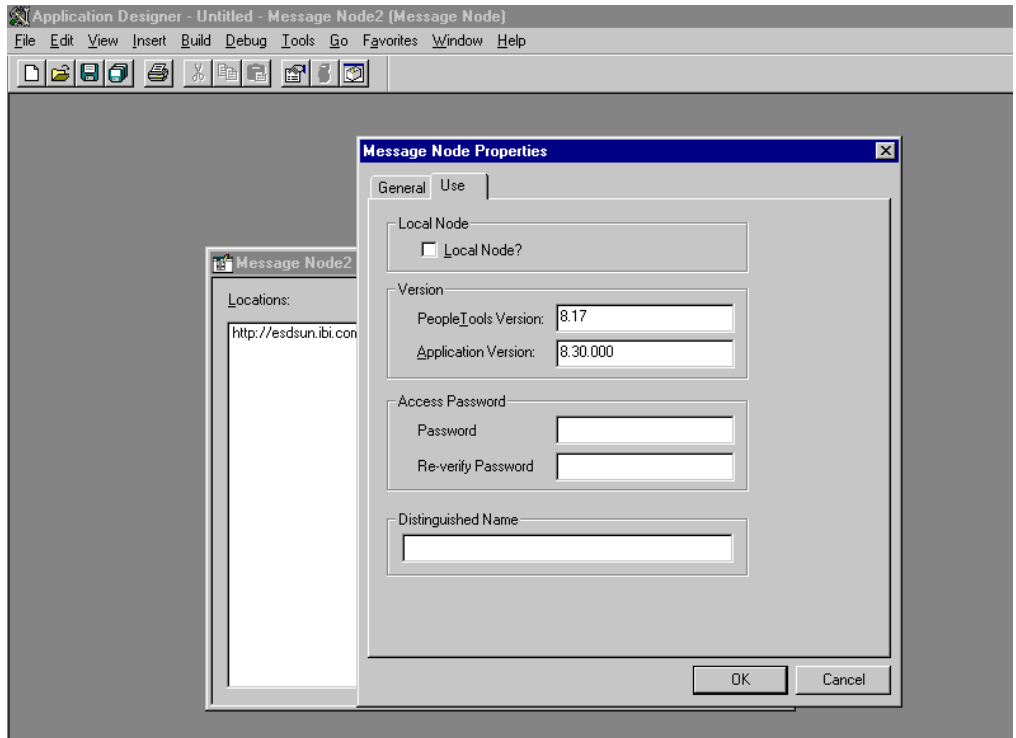 Application Designer - Untitled - Message Node2 (Message Node)
File Edit View Insert Build Debug Tools Go Favorites Window Help
Message Node Properties
General Use
Local Node
Local Node?
Message Node2
Version
Locations:
PeopleTools Version: 8.17
http://esdsun.ibi.com
Application Version: 8.30.000
Access Password
Password
Re-verify Password
Distinguished Name
OK Cancel